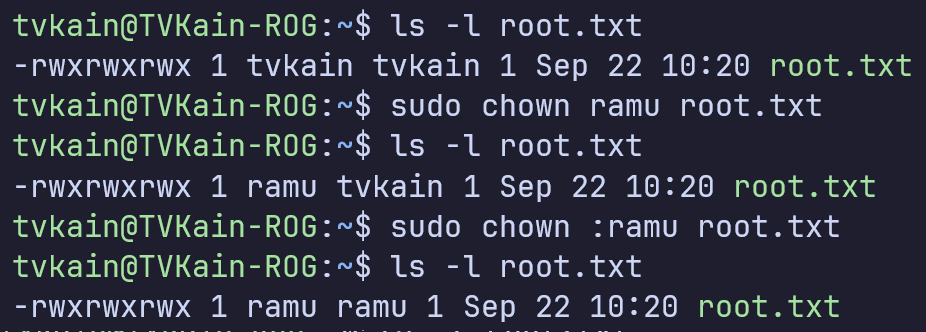 tvkain@TVKain-ROG:~$ ls -l root.txt
-rwxrwxrwx 1 tvkain tvkain 1 Sep 22 10:20 root.txt
tvkain@TVKain-ROG:~$ sudo chown ramu root.txt
tvkain@TVKain-ROG:~$ ls -l root.txt
-rwxrwxrwx 1 ramu tvkain 1 Sep 22 10:20 root.txt
tvkain@TVKain-ROG:~$ sudo chown :ramu root.txt
tvkain@TVKain-ROG:~$ ls -l root.txt
-rwxrwxrwx 1 ramu ramu 1 Sep 22 10:20 root.txt